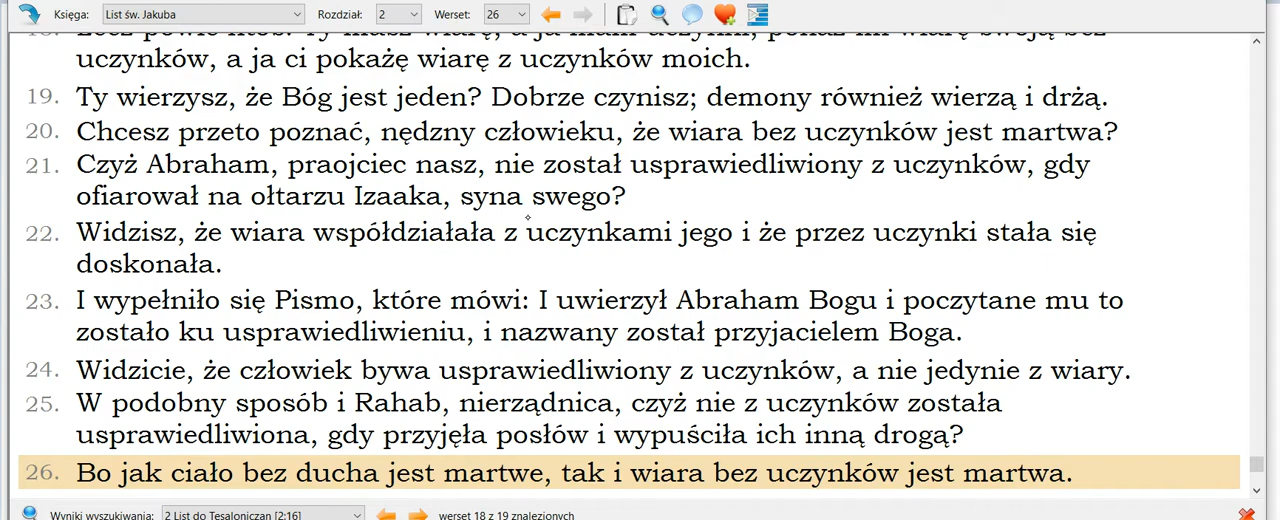 Księga: List św. Jakuba Rozdział: 2 Werset: 26
uczynków, a ja ci pokażę wiarę z uczynków moich.
19. Ty wierzysz, że Bóg jest jeden? Dobrze czynisz; demony również wierzą i drżą.
20. Chcesz przeto poznać, nędzny człowieku, że wiara bez uczynków jest martwa?
21. Czyż Abraham, praojciec nasz, nie został usprawiedliwiony z uczynków, gdy
ofiarował na ołtarzu Izaaka, syna swego?
22. Widzisz, że wiara współdziałała z uczynkami jego i że przez uczynki stała się
doskonała.
23. I wypełniło się Pismo, które mówi: I uwierzył Abraham Bogu i poczytane mu to
zostało ku usprawiedliwieniu, i nazwany został przyjacielem Boga.
24. Widzicie, że człowiek bywa usprawiedliwiony z uczynków, a nie jedynie z wiary.
25. W podobny sposób i Rahab, nierządnica, czyż nie z uczynków została
usprawiedliwiona, gdy przyjęła posłów i wypuściła ich inną drogą?
26. Bo jak ciało bez ducha jest martwe, tak i wiara bez uczynków jest martwa.
Wyniki wyszukiwania: 2 List do Tesaloniczan [2:16] werset 18 z 19 znalezionych